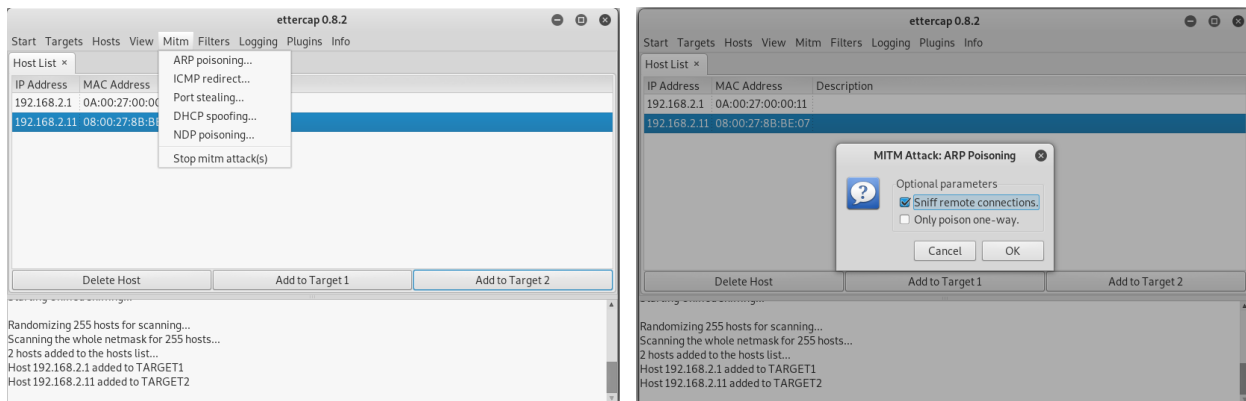 ettercap 0.8.2
Start Targets Hosts View Mitm Filters Logging Plugins Info
Host List ×
ARP poisoning...
ICMP redirect...
Port stealing...
DHCP spoofing...
NDP poisoning...
Stop mitm attack(s)
IP Address MAC Address
192.168.2.1 0A:00:27:00:00
192.168.2.11 08:00:27:8B:BE
Delete Host Add to Target 1 Add to Target 2
Randomizing 255 hosts for scanning...
Scanning the whole netmask for 255 hosts...
2 hosts added to the hosts list...
Host 192.168.2.1 added to TARGET1
Host 192.168.2.11 added to TARGET2
ettercap 0.8.2
Start Targets Hosts View Mitm Filters Logging Plugins Info
Host List ×
IP Address MAC Address Description
192.168.2.1 0A:00:27:00:00:11
192.168.2.11 08:00:27:8B:BE:07
MITM Attack: ARP Poisoning
Optional parameters
Sniff remote connections.
Only poison one-way.
Cancel OK
Delete Host Add to Target 1 Add to Target 2
Randomizing 255 hosts for scanning...
Scanning the whole netmask for 255 hosts...
2 hosts added to the hosts list...
Host 192.168.2.1 added to TARGET1
Host 192.168.2.11 added to TARGET2